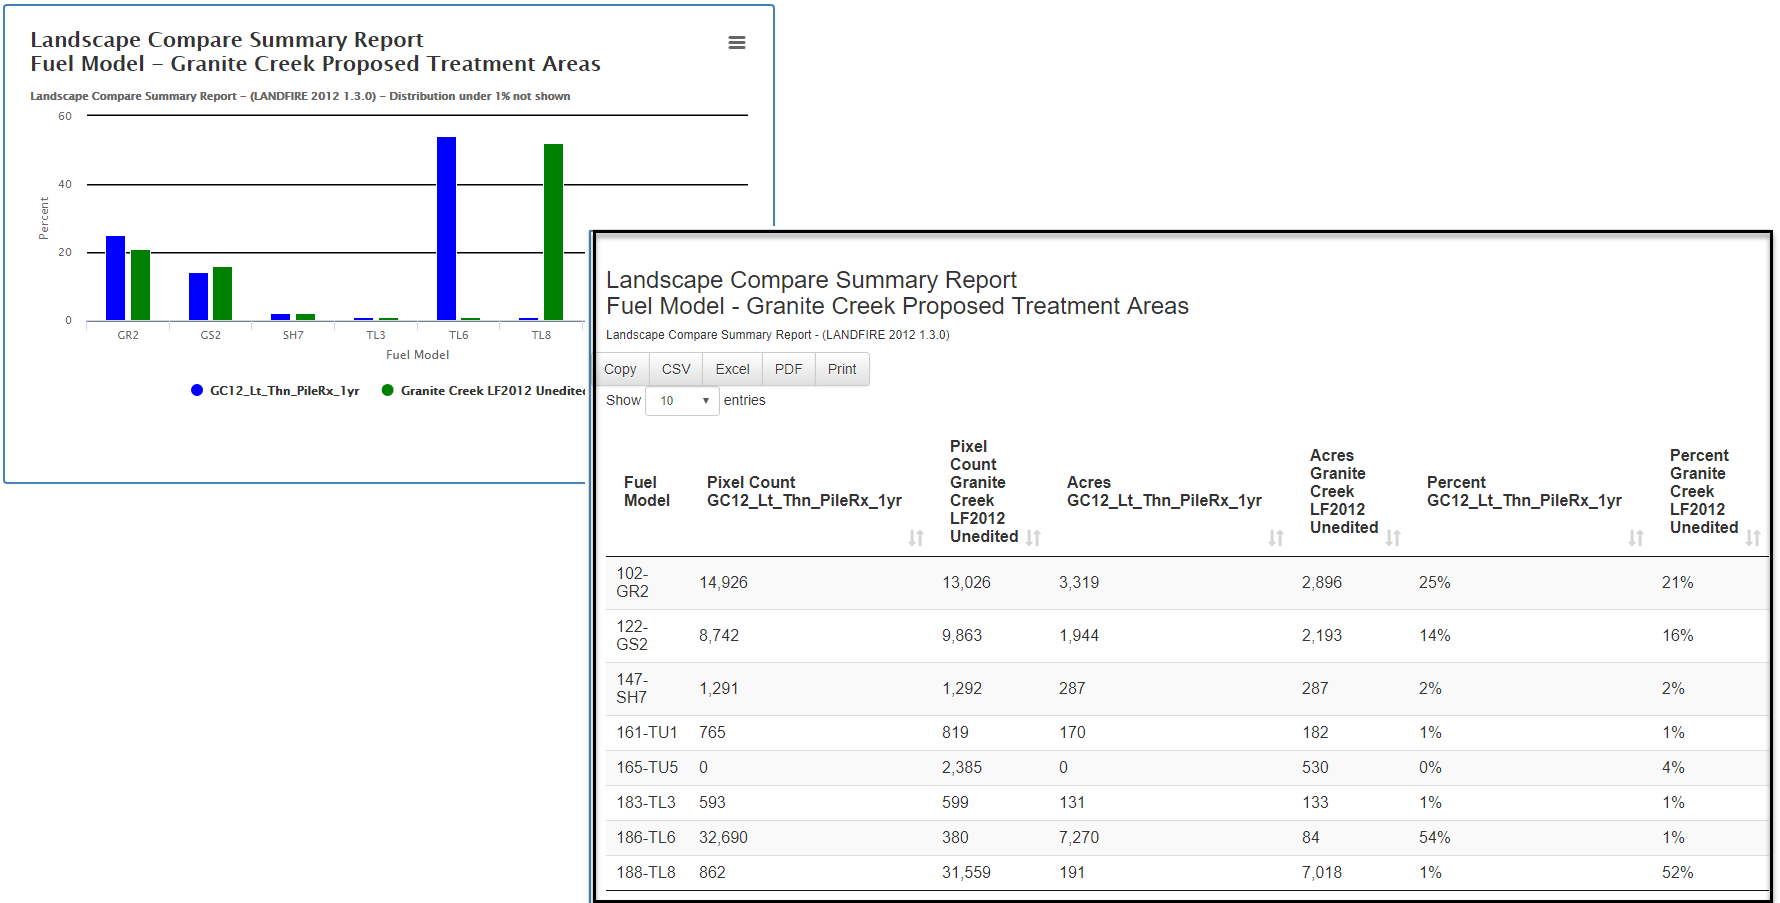 Landscape Compare Summary Report
Fuel Model – Granite Creek Proposed Treatment Areas
Landscape Compare Summary Report – (LANDFIRE 2012 1.3.0) – Distribution under 1% not shown
60
40
20
0
Percent
GR2 GS2 SH7 TL3 TL6 TL8
Fuel Model
GC12_Lt_Thn_PileRx_1yr Granite Creek LF2012 Unedited
Landscape Compare Summary Report
Fuel Model - Granite Creek Proposed Treatment Areas
Landscape Compare Summary Report - (LANDFIRE 2012 1.3.0)
Copy CSV Excel PDF Print
Show 10 entries
Fuel
Model
Pixel Count
GC12_Lt_Thn_PileRx_1yr
Pixel
Count
Granite
Creek
LF2012
Unedited
Acres
GC12_Lt_Thn_PileRx_1yr
Acres
Granite
Creek
LF2012
Unedited
Percent
GC12_Lt_Thn_PileRx_1yr
Percent
Granite
Creek
LF2012
Unedited
102-
GR2
14,926 13,026 3,319 2,896 25% 21%
122-
GS2
8,742 9,863 1,944 2,193 14% 16%
147-
SH7
1,291 1,292 287 287 2% 2%
161-TU1 765 819 170 182 1% 1%
165-TU5 0 2,385 0 530 0% 4%
183-TL3 593 599 131 133 1% 1%
186-TL6 32,690 380 7,270 84 54% 1%
188-TL8 862 31,559 191 7,018 1% 52%